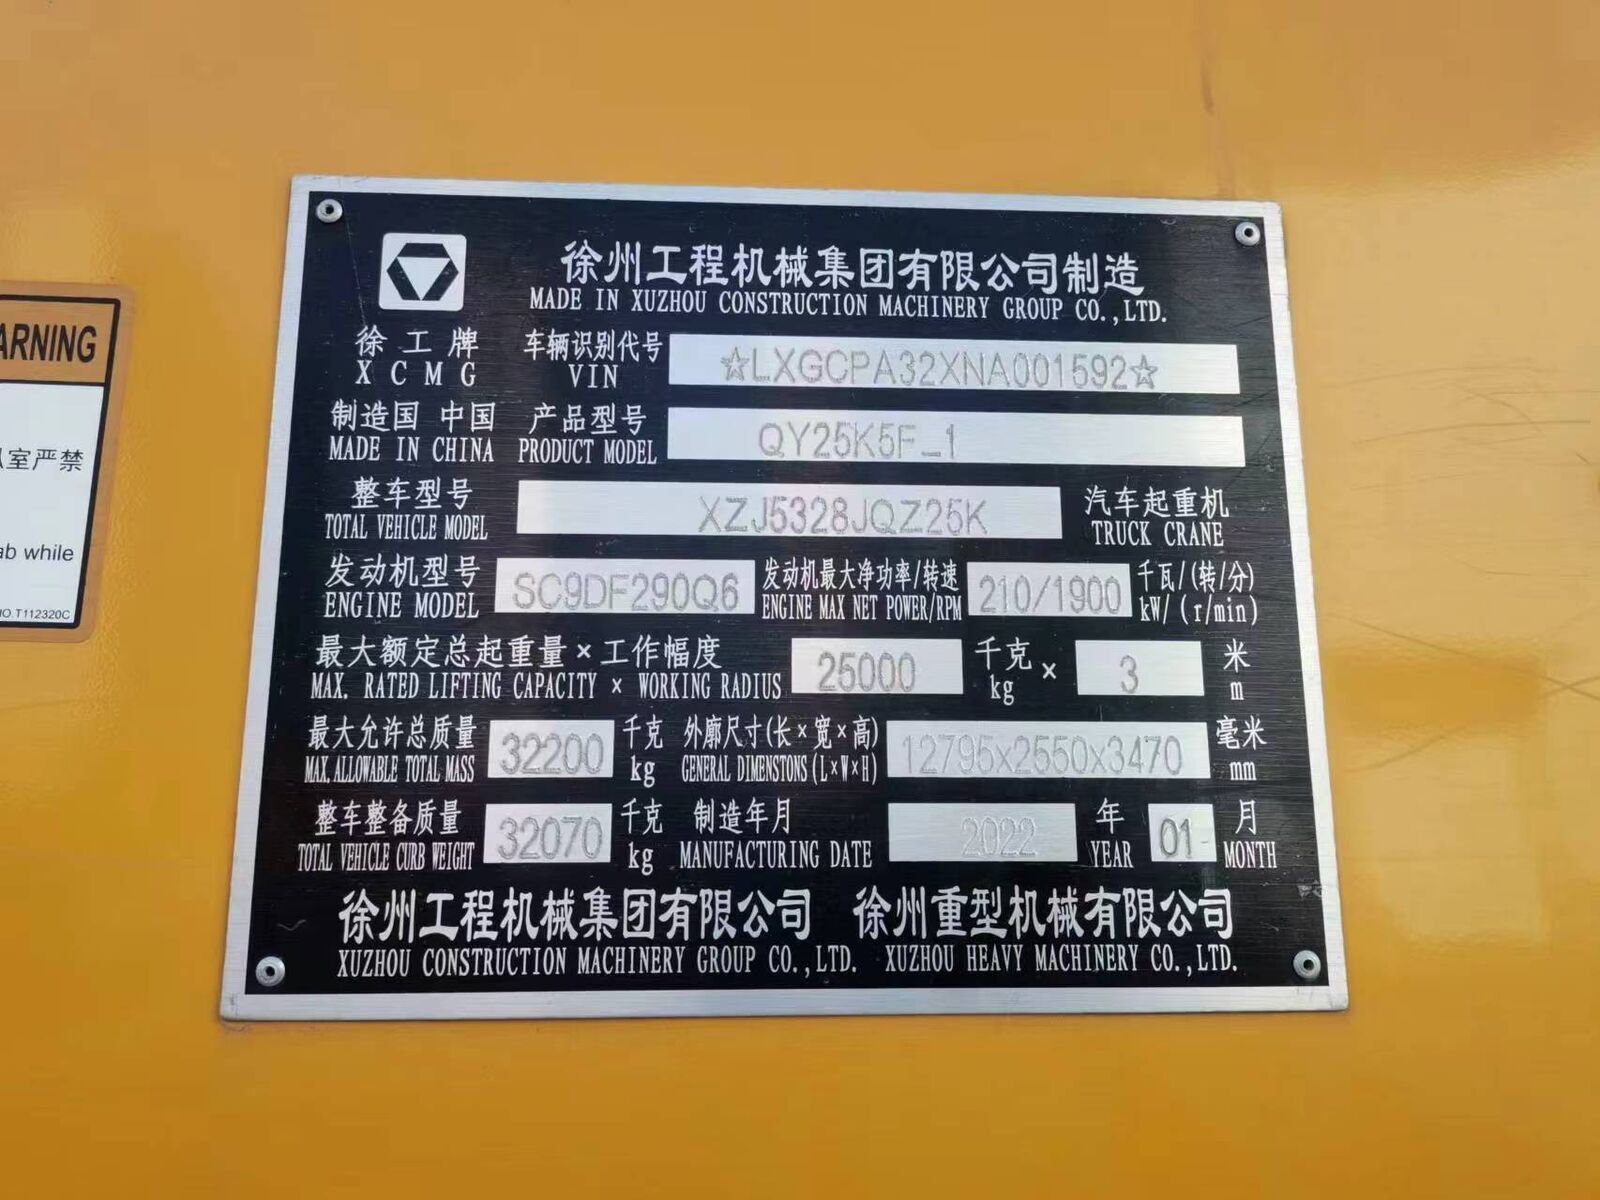 徐州工程机械集团有限公司制造
MADE IN XUZHOU CONSTRUCTION MACHINERY GROUP CO.,LTD.
徐工牌 车辆识别代号 ☆LXGCPA32XNA001592☆
XCMG VIN
制造国 中国 产品型号 QY25K5F_1
MADE IN CHINA PRODUCT MODEL
整车型号 XZJ5328JQZ25K 汽车起重机
TOTAL VEHICLE MODEL TRUCK CRANE
发动机型号 SC9DF290Q6 发动机最大净功率/转速 210/1900 千瓦/(转/分)
ENGINE MODEL ENGINE MAX NET POWER/RPM kW/(r/min)
最大额定总起重量×工作幅度 25000 千克 × 3 米
MAX. RATED LIFTING CAPACITY × WORKING RADIUS kg m
最大允许总质量 32200 千克 外廓尺寸(长×宽×高) 12795x2550x3470 毫米
MAX. ALLOWABLE TOTAL MASS kg GENERAL DIMENSTONS(L×W×H) mm
整车整备质量 32070 千克 制造年月 2022 年 01 月
TOTAL VEHICLE CURB WEIGHT kg MANUFACTURING DATE YEAR MONTH
徐州工程机械集团有限公司 徐州重型机械有限公司
XUZHOU CONSTRUCTION MACHINERY GROUP CO.,LTD. XUZHOU HEAVY MACHINERY CO.,LTD.
ARNING
室严禁
ab while
NO.T112320C